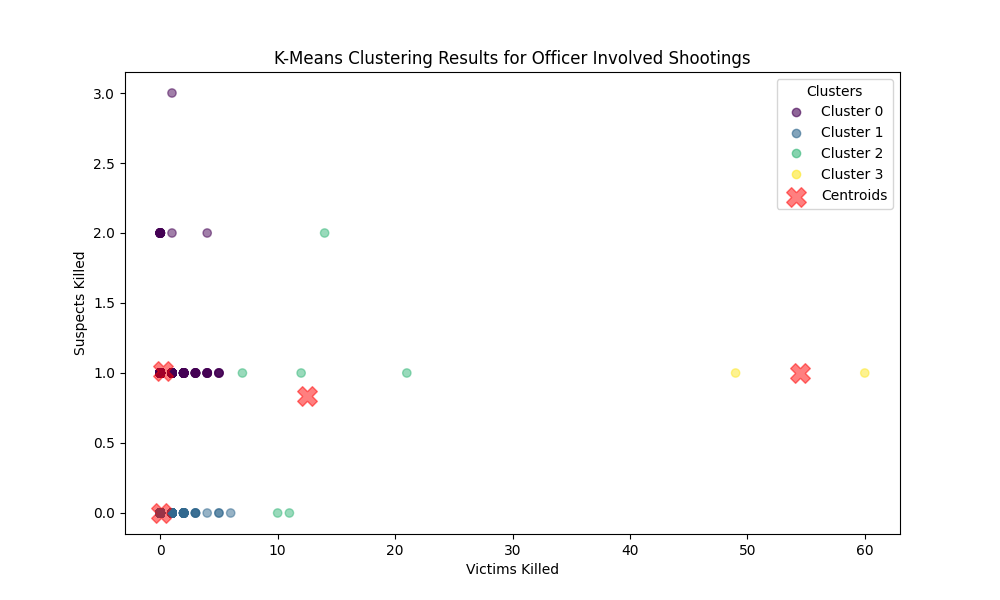 K-Means Clustering Results for Officer Involved Shootings
Clusters
Cluster 0
Cluster 1
Cluster 2
Cluster 3
Centroids
Suspects Killed
3.0
2.5
2.0
1.5
1.0
0.5
0.0
0 10 20 30 40 50 60
Victims Killed